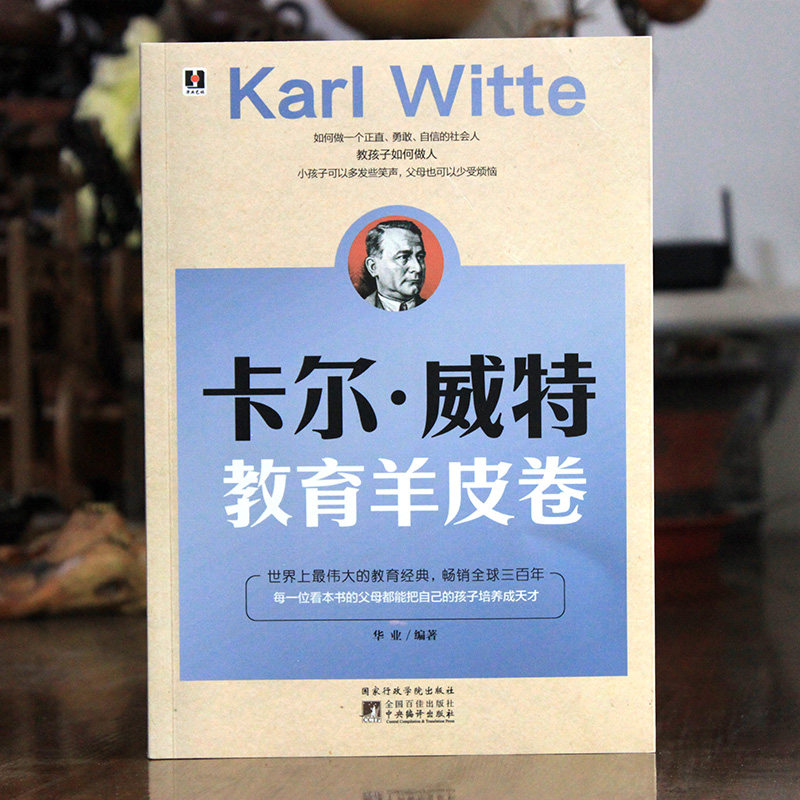 Karl Witte
如何做一个正直、勇敢、自信的社会人
教孩子如何做人
小孩子可以多发些笑声，父母也可以少受烦恼
卡尔·威特
教育羊皮卷
世界上最伟大的教育经典，畅销全球三百年
每一位看本书的父母都能把自己的孩子培养成天才
华 业 / 编著
国家行政学院出版社
全国百佳出版社
中央编译出版社
Central Compilation & Translation Press
CCTP